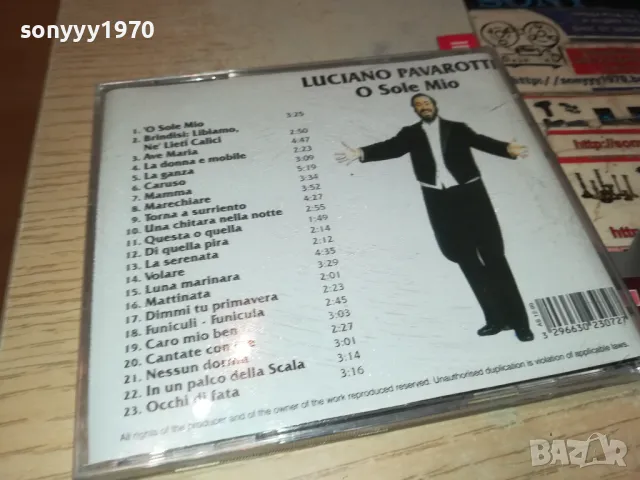 sonyyy1970
SONY
LUCIANO PAVAROTTI
O Sole Mio
1. 'O Sole Mio 3:25
2. Brindisi: Libiamo,
Ne' Lieti Calici 2:50
3. Ave Maria 4:47
4. La donna e mobile 2:23
5. La ganza 3:09
6. Caruso 5:19
7. Mamma 3:34
8. Marechiare 3:52
9. Torna a surriento 4:27
10. Una chitara nella notte 2:55
11. Questa o quella 1:49
12. Di quella pira 2:14
13. La serenata 2:12
14. Volare 4:35
15. Luna marinara 3:29
16. Mattinata 2:01
17. Dimmi tu primavera 2:23
18. Funiculi - Funicula 2:45
19. Caro mio ben 3:03
20. Cantate con me 2:27
21. Nessun dorma 3:01
22. In un palco della Scala 3:14
23. Occhi di fata 3:16
3 296630 230727
All rights of the producer and of the owner of the work reproduced reserved. Unauthorised duplication is violation of applicable laws.
BAZAR
bg